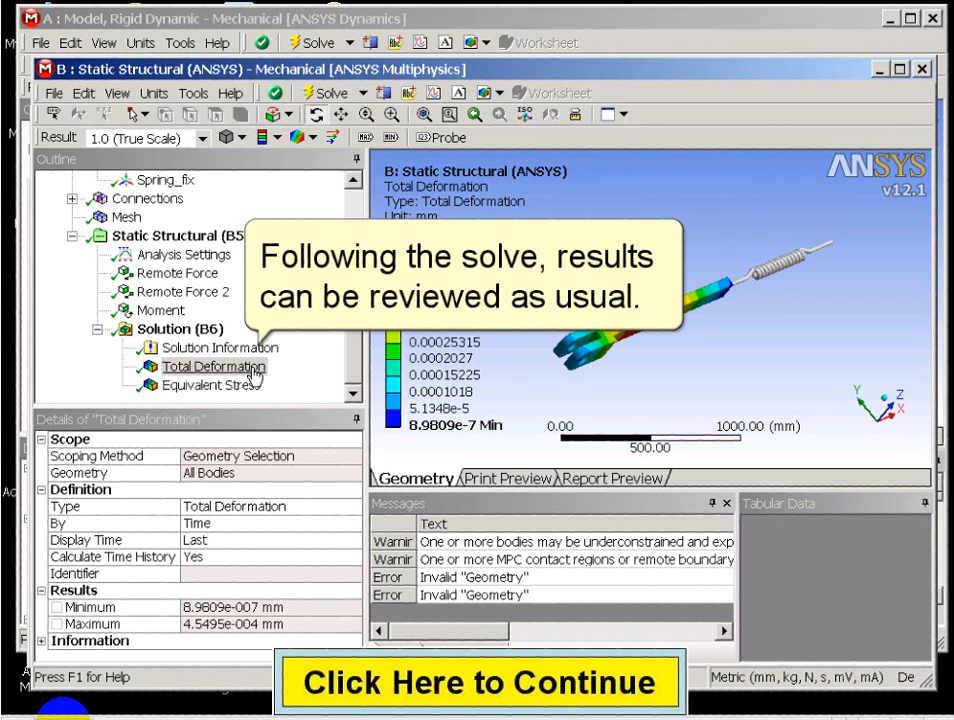 A : Model, Rigid Dynamic - Mechanical [ANSYS Dynamics]
File Edit View Units Tools Help Solve Worksheet
B : Static Structural (ANSYS) - Mechanical [ANSYS Multiphysics]
File Edit View Units Tools Help Solve Worksheet
Result 1.0 (True Scale) Probe
Outline
Spring_fix
Connections
Mesh
Static Structural (B5
Analysis Settings
Remote Force
Remote Force 2
Moment
Solution (B6)
Solution Information
Total Deformation
Equivalent Stress
B: Static Structural (ANSYS)
Total Deformation
Type: Total Deformation
Unit: mm
ANSYS
v12.1
Following the solve, results
can be reviewed as usual.
0.00025315
0.0002027
0.00015225
0.0001018
5.1348e-5
8.9809e-7 Min
0.00 1000.00 (mm)
500.00
Y Z X
Geometry Print Preview Report Preview
Details of "Total Deformation"
Scope
Scoping Method Geometry Selection
Geometry All Bodies
Definition
Type Total Deformation
By Time
Display Time Last
Calculate Time History Yes
Identifier
Results
Minimum 8.9809e-007 mm
Maximum 4.5495e-004 mm
Information
Messages
Text
Warnir One or more bodies may be underconstrained and exp
Warnir One or more MPC contact regions or remote boundary
Error Invalid "Geometry"
Error Invalid "Geometry"
Tabular Data
Click Here to Continue
Press F1 for Help
Metric (mm, kg, N, s, mV, mA) De